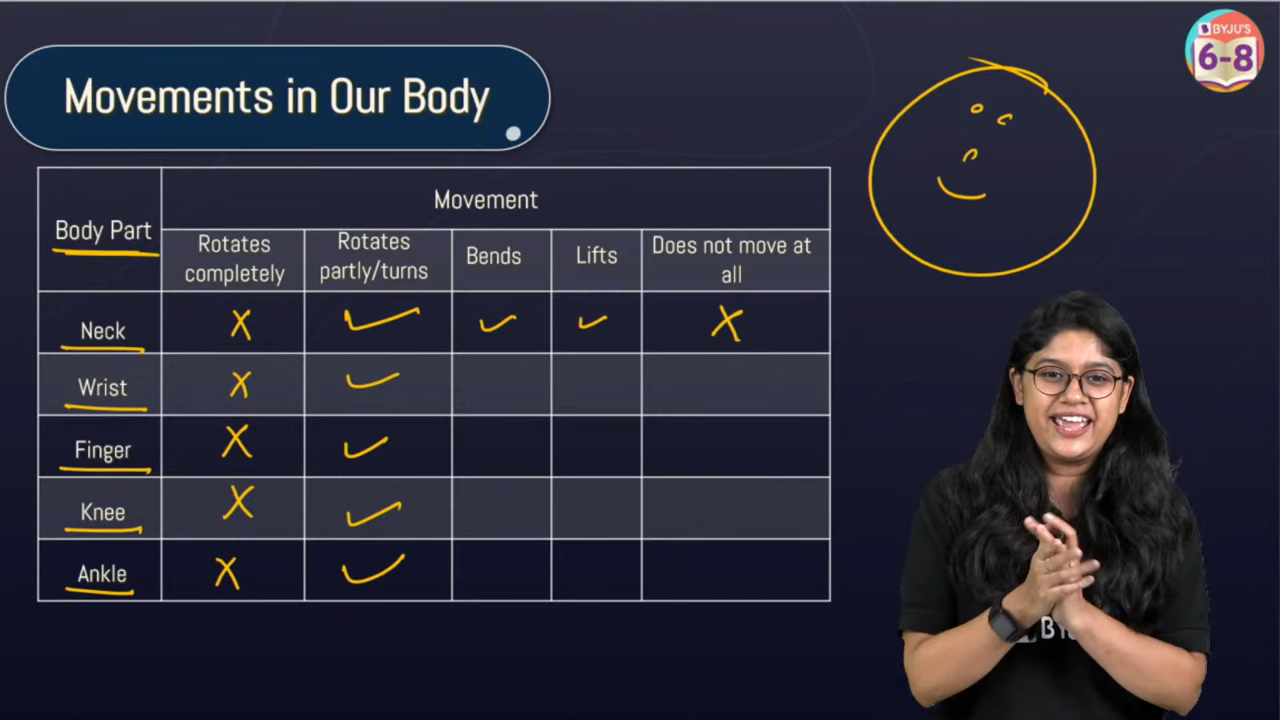 BYJU'S
6-8
Movements in Our Body
Body Part
Movement
Rotates
completely
Rotates
partly/turns
Bends
Lifts
Does not move at
all
Neck X ✓ ✓ ✓ X
Wrist X ✓
Finger X ✓
Knee X ✓
Ankle X ✓